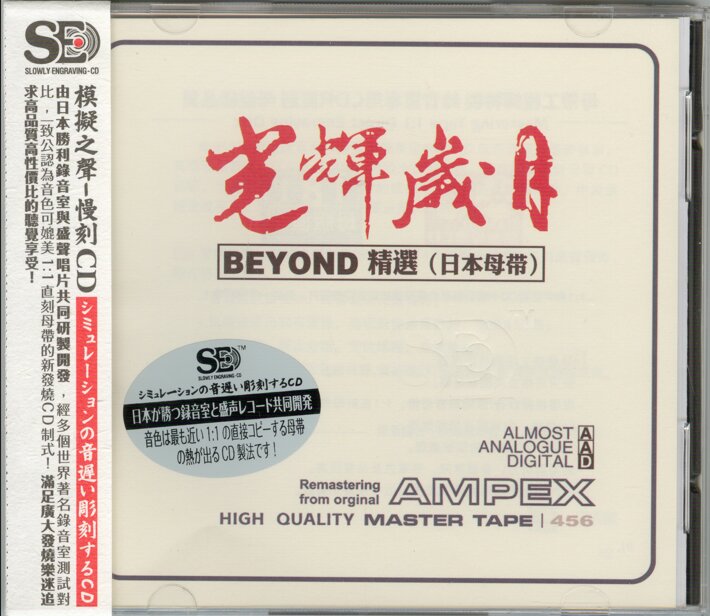 SE
SLOWLY ENGRAVING-CD
模擬之聲-慢刻CD
シミュレーションの音遅い彫刻するCD
由日本勝利錄音室與盛聲唱片共同研製開發，經多個世界著名錄音室測試對
比，一致公認為音色可媲美1:1直刻母帶的新發燒CD制式！滿足廣大發燒樂迷追
求高品質高性價比的聽覺享受！
光輝歲月
BEYOND 精選（日本母带）
SE™
SLOWLY ENGRAVING-CD
シミュレーションの音遅い彫刻するCD
日本が勝つ録音室と盛声レコード共同開発
音色は最も近い1:1の直接コピーする母帯
の熱が出るCD製法です！
ALMOST A
ANALOGUE A
DIGITAL D
Remastering
from orginal AMPEX
HIGH QUALITY MASTER TAPE | 456